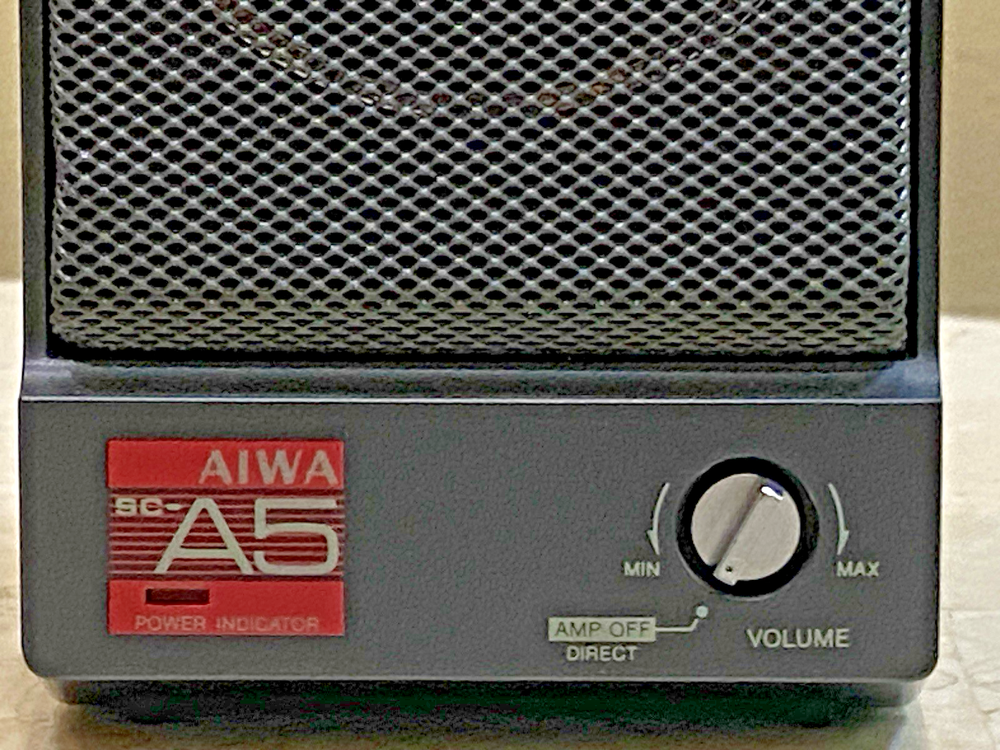 AIWA
SC-A5
POWER INDICATOR
MIN
MAX
AMP OFF
DIRECT
VOLUME